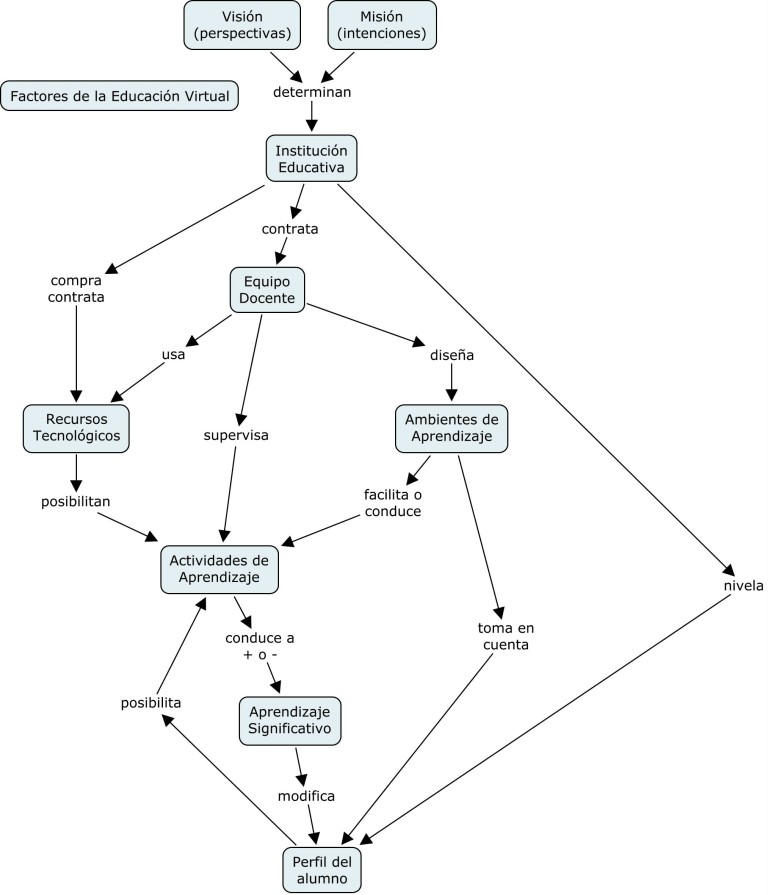 Visión
(perspectivas)
Misión
(intenciones)
determinan
Factores de la Educación Virtual
Institución
Educativa
contrata
compra
contrata
Equipo
Docente
usa
diseña
Recursos
Tecnológicos
supervisa
Ambientes de
Aprendizaje
posibilitan
facilita o
conduce
Actividades de
Aprendizaje
nivela
conduce a
+ o -
toma en
cuenta
posibilita
Aprendizaje
Significativo
modifica
Perfil del
alumno